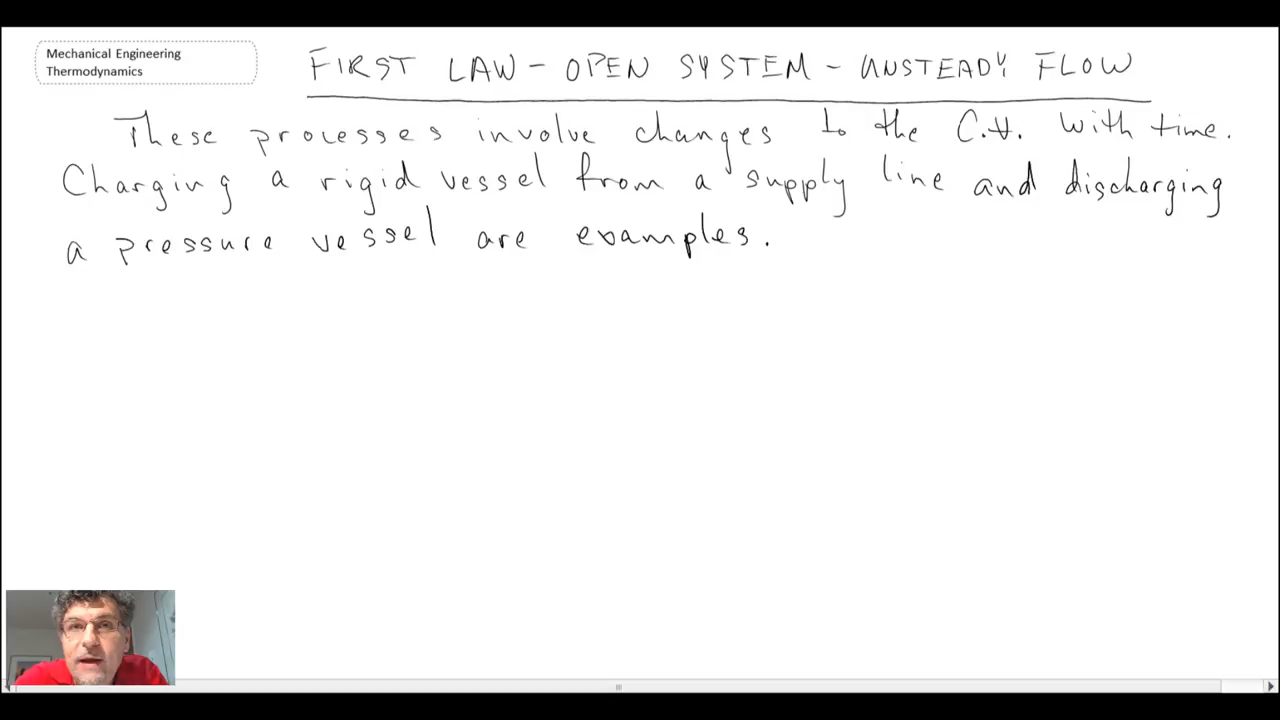 Mechanical Engineering
Thermodynamics
FIRST LAW - OPEN SYSTEM - UNSTEADY FLOW
These processes involve changes to the C.V. with time.
Charging a rigid vessel from a supply line and discharging
a pressure vessel are examples.